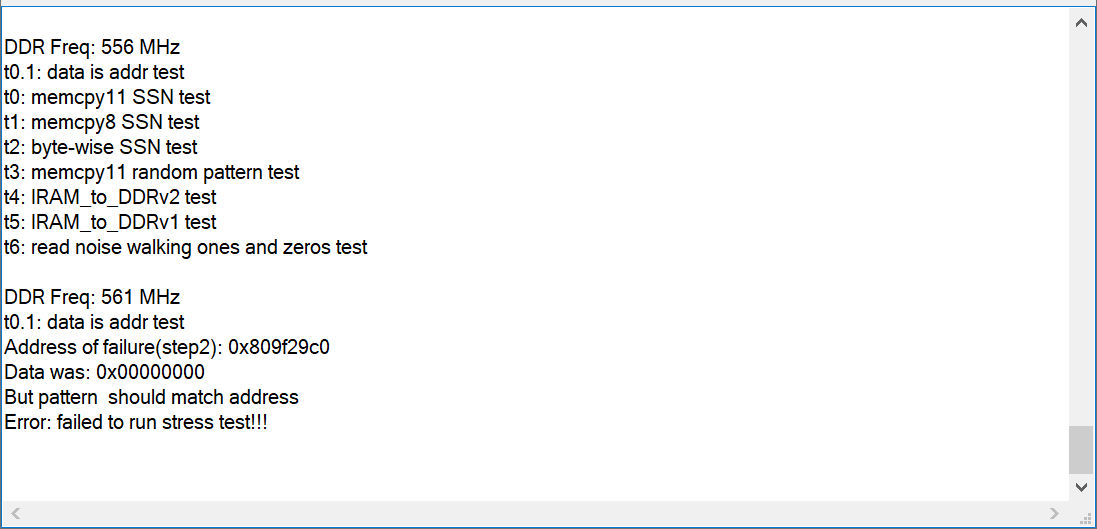 DDR Freq: 556 MHz
t0.1: data is addr test
t0: memcpy11 SSN test
t1: memcpy8 SSN test
t2: byte-wise SSN test
t3: memcpy11 random pattern test
t4: IRAM_to_DDRv2 test
t5: IRAM_to_DDRv1 test
t6: read noise walking ones and zeros test
DDR Freq: 561 MHz
t0.1: data is addr test
Address of failure(step2): 0x809f29c0
Data was: 0x00000000
But pattern  should match address
Error: failed to run stress test!!!